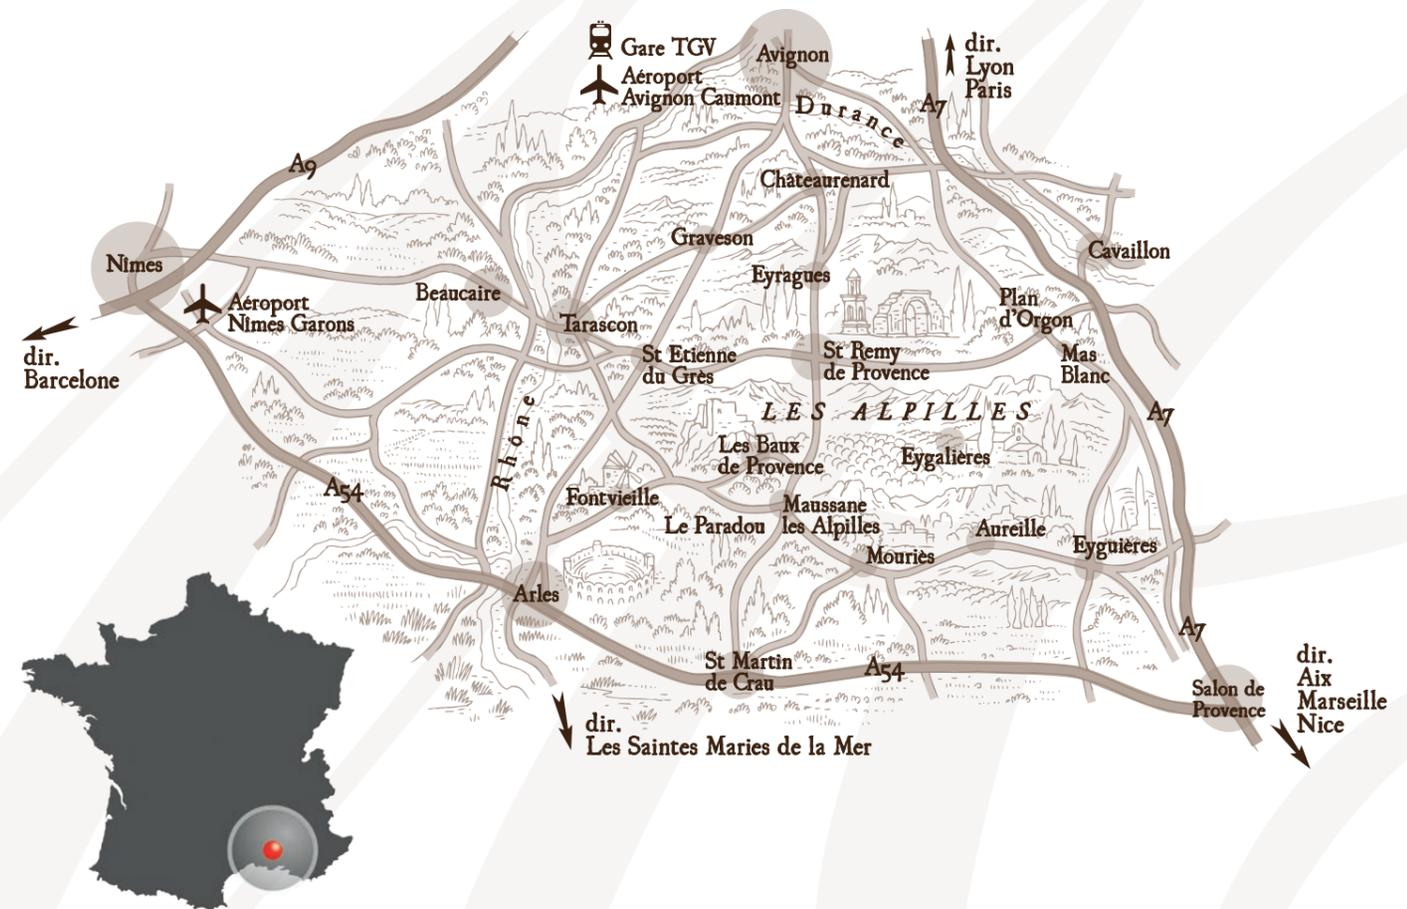 Gare TGV
Aéroport
Avignon Caumont
Avignon
dir.
Lyon
Paris
A7
Durance
A9
Châteaurenard
Graveson
Cavaillon
Nîmes
Eyragues
Beaucaire
Aéroport
Nîmes Garons
Plan
d'Orgon
Tarascon
dir.
Barcelone
St Etienne
du Grès
St Remy
de Provence
Mas
Blanc
LES ALPILLES
A7
Rhône
Les Baux
de Provence
Eygalières
A54
Fontvieille
Le Paradou
Maussane
les Alpilles
Aureille
Mouriès
Eyguières
Arles
A7
St Martin
de Crau
A54
Salon de
Provence
dir.
Aix
Marseille
Nice
dir.
Les Saintes Maries de la Mer